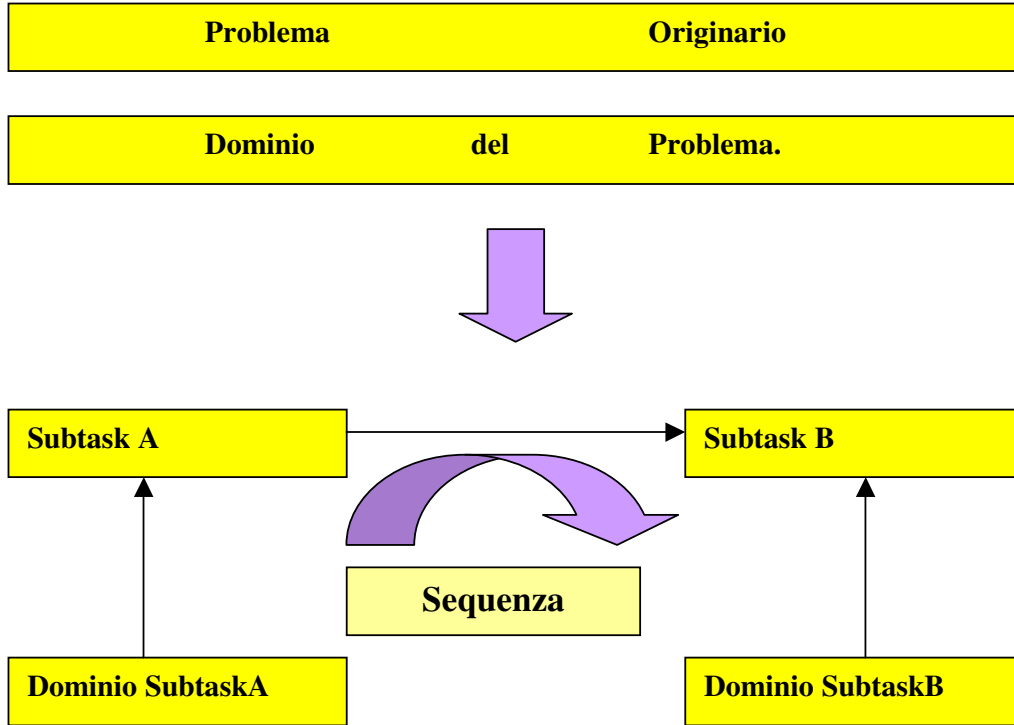 Problema Originario
Dominio del Problema.
Subtask A
Subtask B
Sequenza
Dominio SubtaskA
Dominio SubtaskB